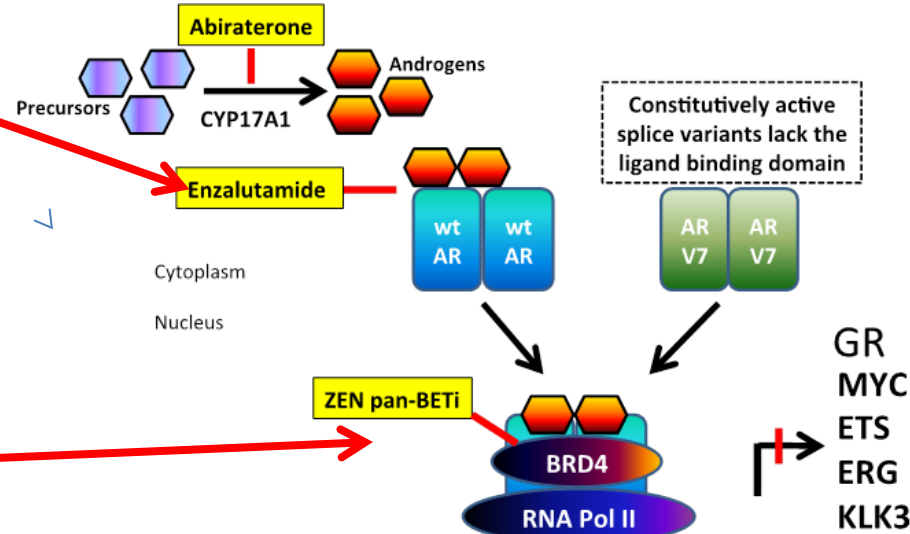 Abiraterone
Precursors
CYP17A1
Androgens
Constitutively active
splice variants lack the
ligand binding domain
Enzalutamide
wt
AR
wt
AR
AR
V7
AR
V7
Cytoplasm
Nucleus
ZEN pan-BETi
BRD4
RNA Pol II
GR
MYC
ETS
ERG
KLK3